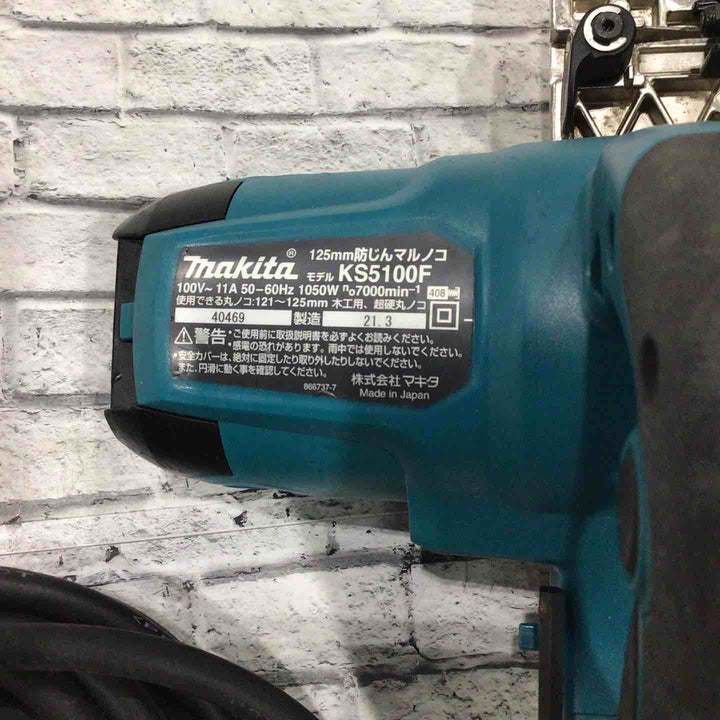 makita® 125mm防じんマルノコ
モデル KS5100F
100V～ 11A 50-60Hz 1050W n₀7000min⁻¹ 408
使用できる丸ノコ:121～125mm 木工用、超硬丸ノコ
40469 製造 21.3
⚠警告 ・ご使用前に取扱説明書を必ずよくお読みください。
・感電の恐れがあります。雨中では使用しないでください。
・安全カバーは、絶対に固定したり取り外したりしないでください。
また、円滑に動く事を確認してください。
866737-7
株式会社マキタ
Made in Japan